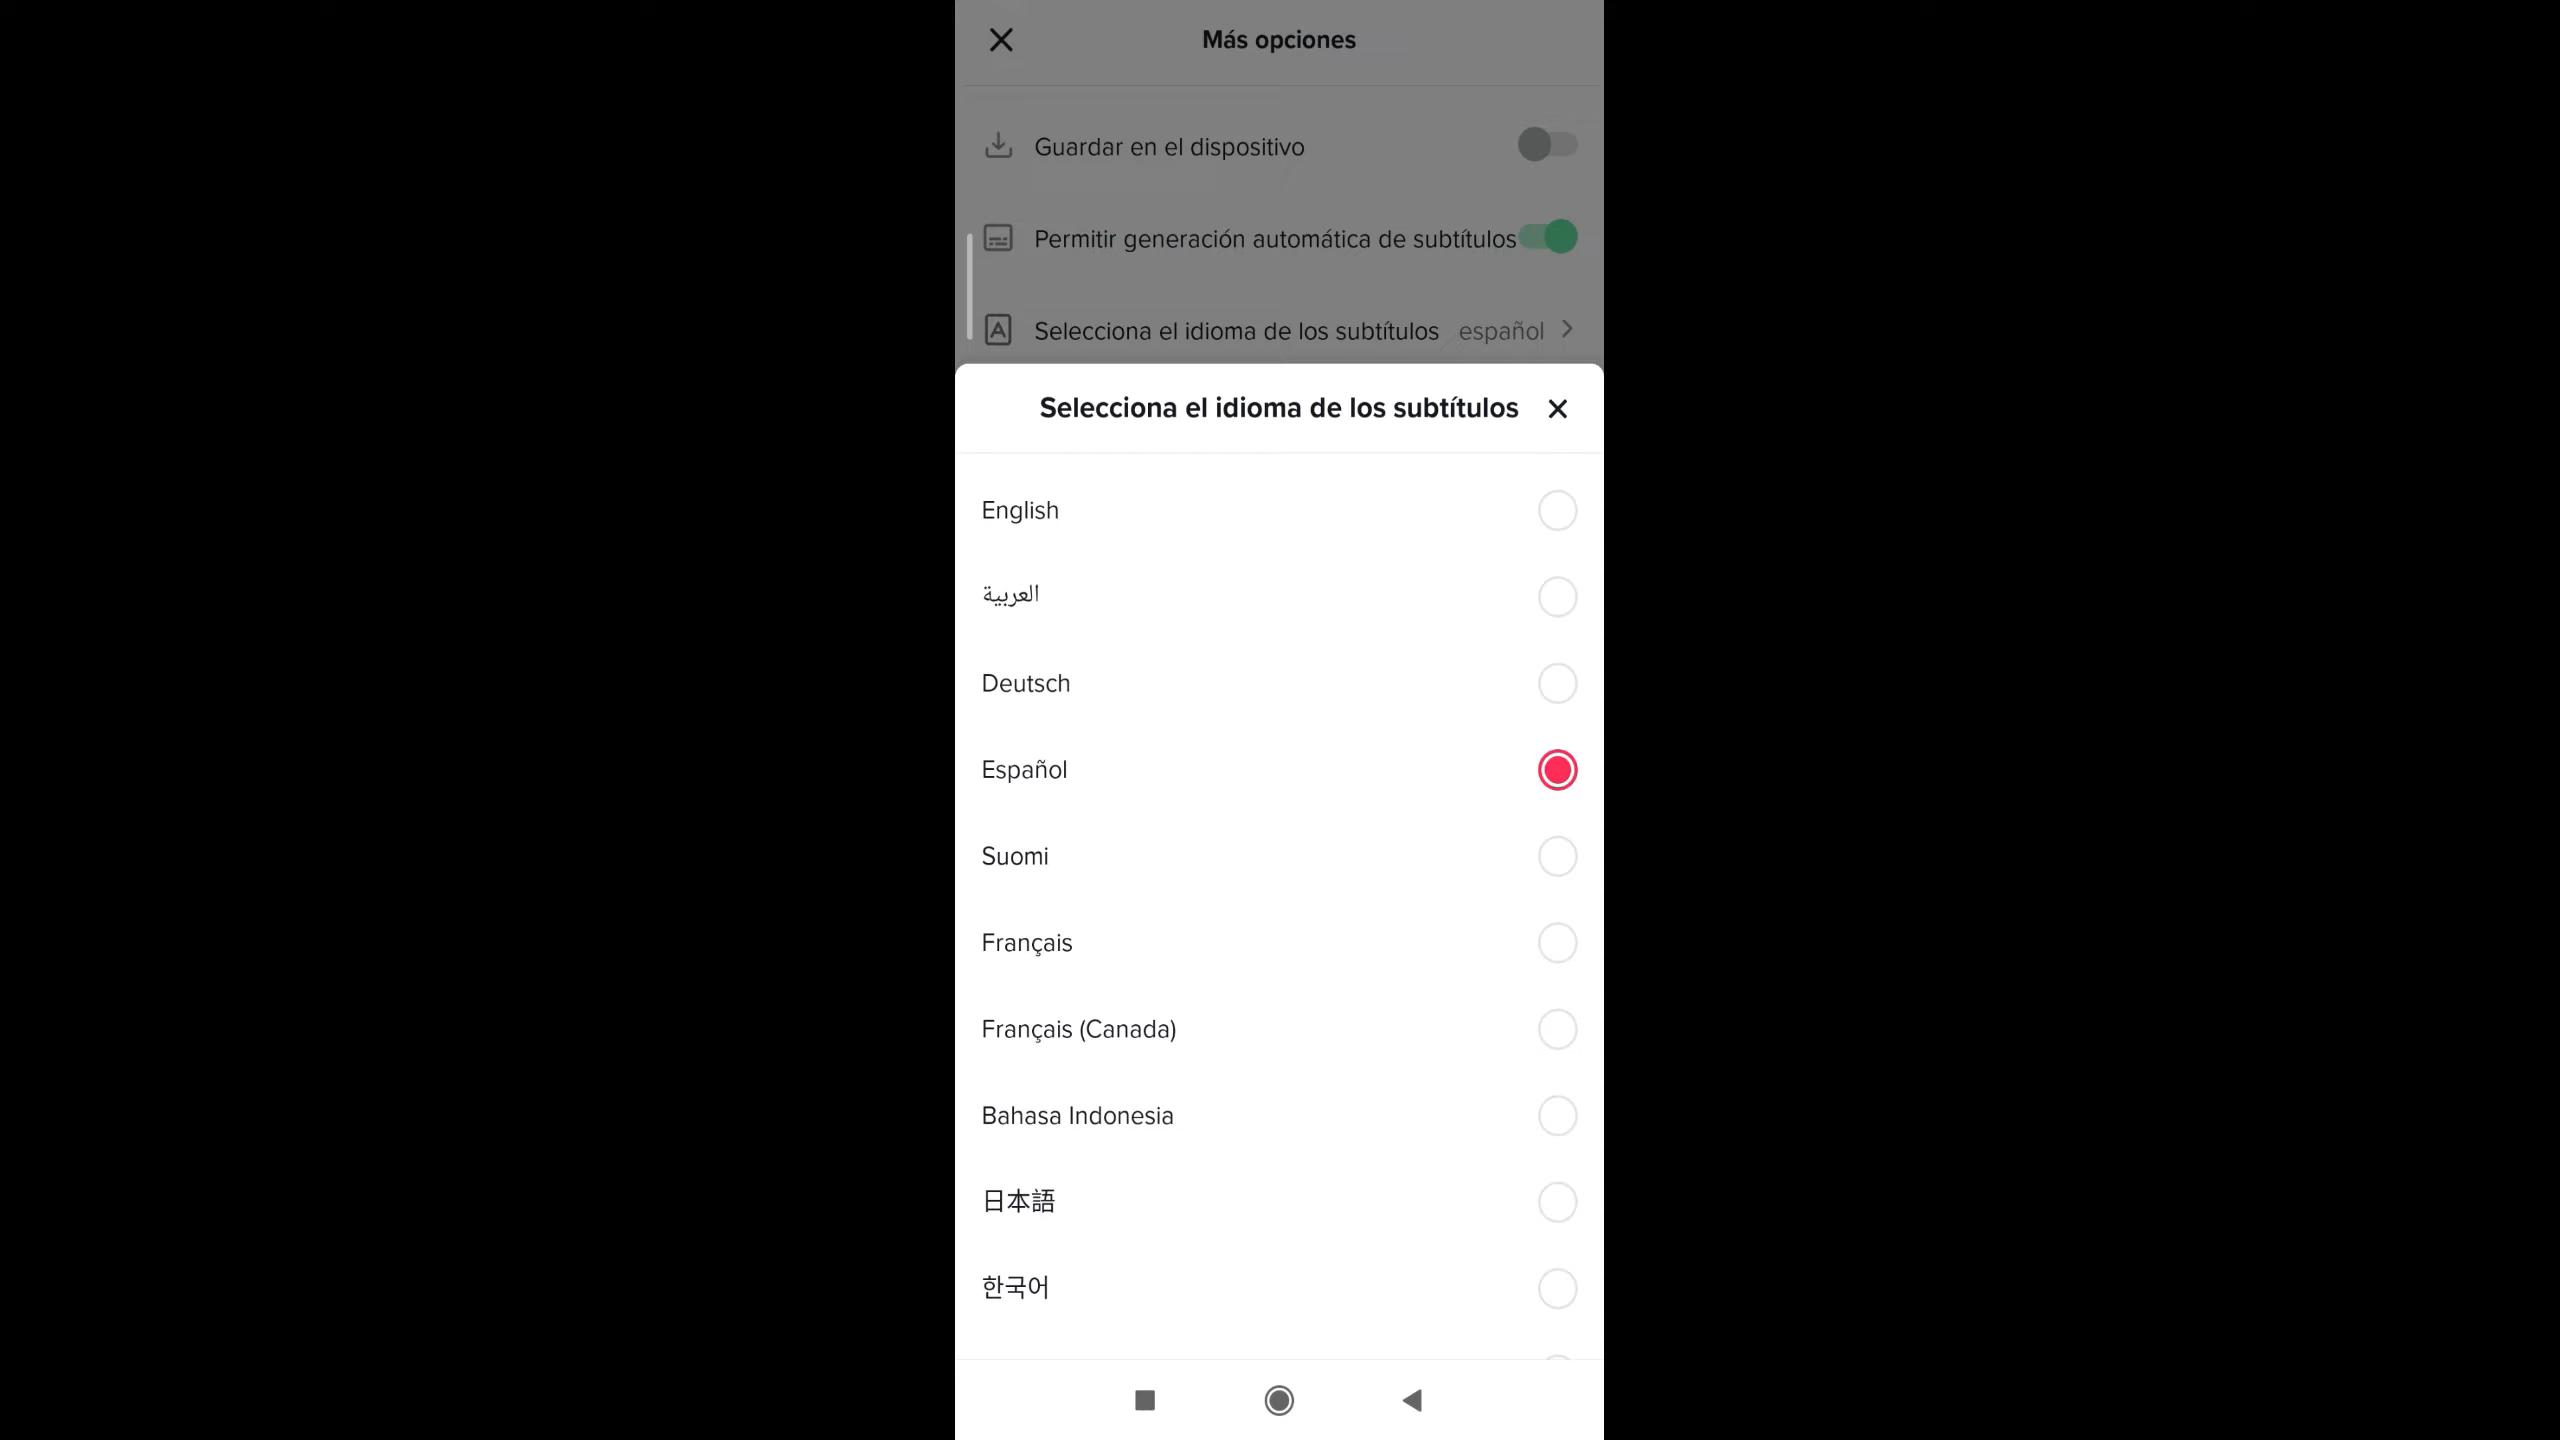 Más opciones
Guardar en el dispositivo
Permitir generación automática de subtítulos
Selecciona el idioma de los subtítulos español
Selecciona el idioma de los subtítulos
English
العربية
Deutsch
Español
Suomi
Français
Français (Canada)
Bahasa Indonesia
日本語
한국어